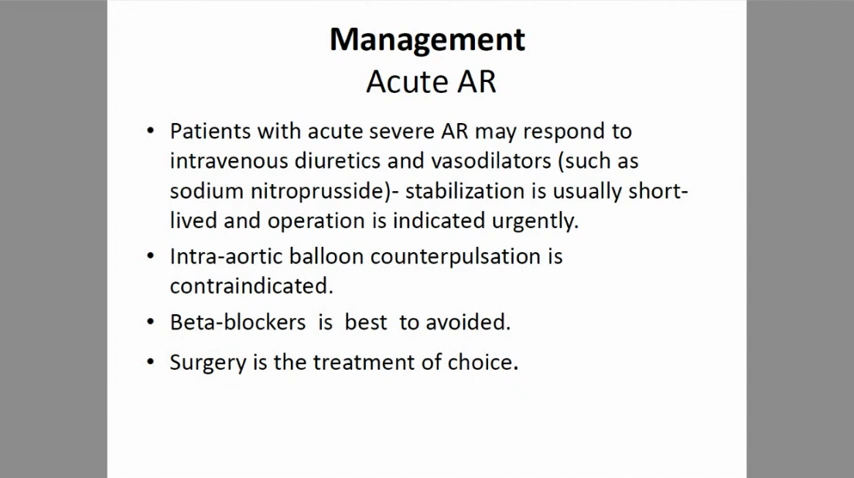 Management
Acute AR
• Patients with acute severe AR may respond to
intravenous diuretics and vasodilators (such as
sodium nitroprusside)- stabilization is usually short-
lived and operation is indicated urgently.
• Intra-aortic balloon counterpulsation is
contraindicated.
• Beta-blockers is best to avoided.
• Surgery is the treatment of choice.